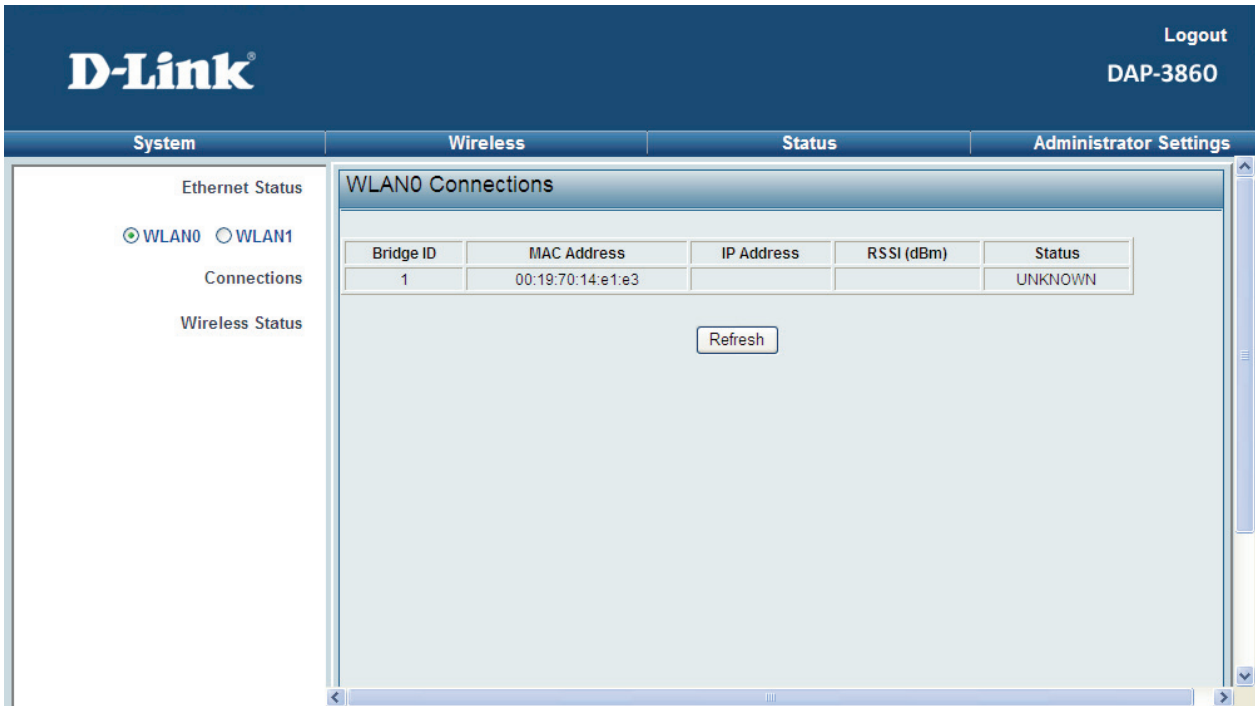 Logout
D-Link®
DAP-3860
System Wireless Status Administrator Settings
Ethernet Status
WLAN0 WLAN1
Connections
Wireless Status
WLAN0 Connections
Bridge ID MAC Address IP Address RSSI (dBm) Status
1 00:19:70:14:e1:e3 UNKNOWN
Refresh